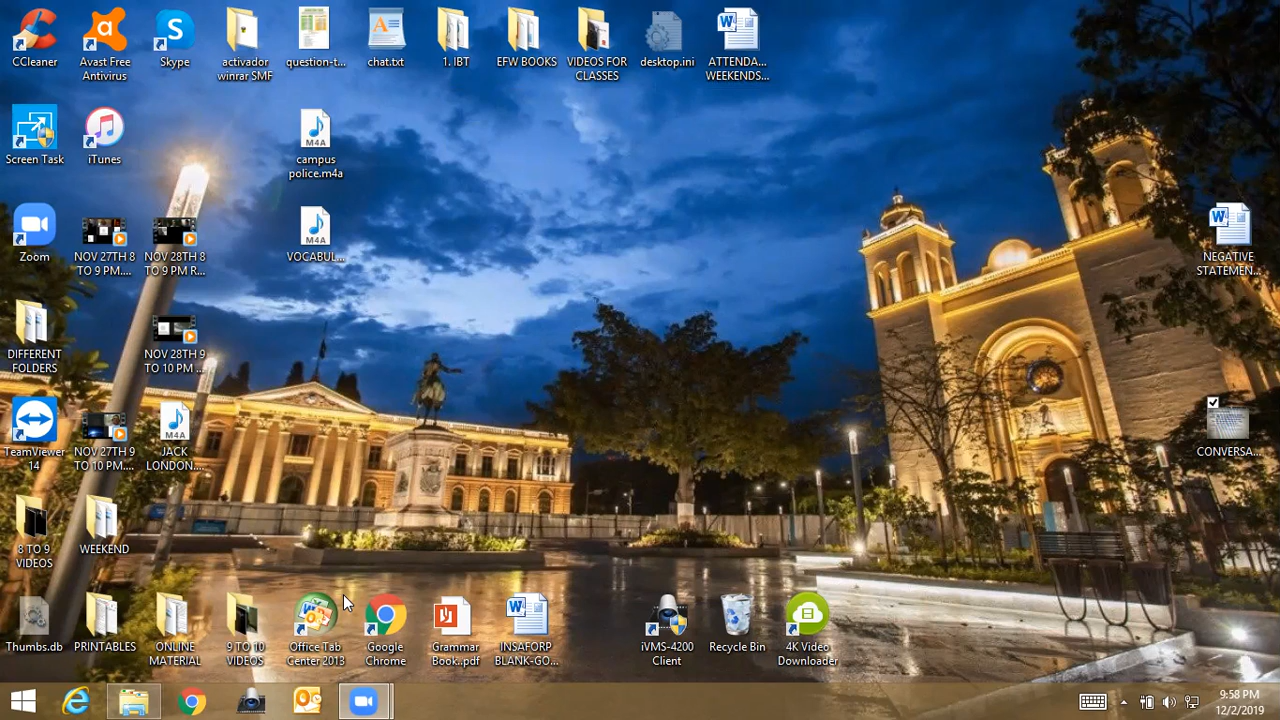 CCleaner
Avast Free
Antivirus
Skype
activador
winrar SMF
question-t...
chat.txt
1. IBT
EFW BOOKS
VIDEOS FOR
CLASSES
desktop.ini
ATTENDA...
WEEKENDS...
Screen Task
iTunes
M4A
campus
police.m4a
Zoom
NOV 27TH 8
TO 9 PM....
NOV 28TH 8
TO 9 PM R...
M4A
VOCABUL...
NEGATIVE
STATEMEN...
DIFFERENT
FOLDERS
NOV 28TH 9
TO 10 PM ...
TeamViewer
14
NOV 27TH 9
TO 10 PM....
M4A
JACK
LONDON....
CONVERSA...
8 TO 9
VIDEOS
WEEKEND
Thumbs.db
PRINTABLES
ONLINE
MATERIAL
9 TO 10
VIDEOS
Office Tab
Center 2013
Google
Chrome
Grammar
Book..pdf
INSAFORP
BLANK-GO...
iVMS-4200
Client
Recycle Bin
4K Video
Downloader
9:58 PM
12/2/2019